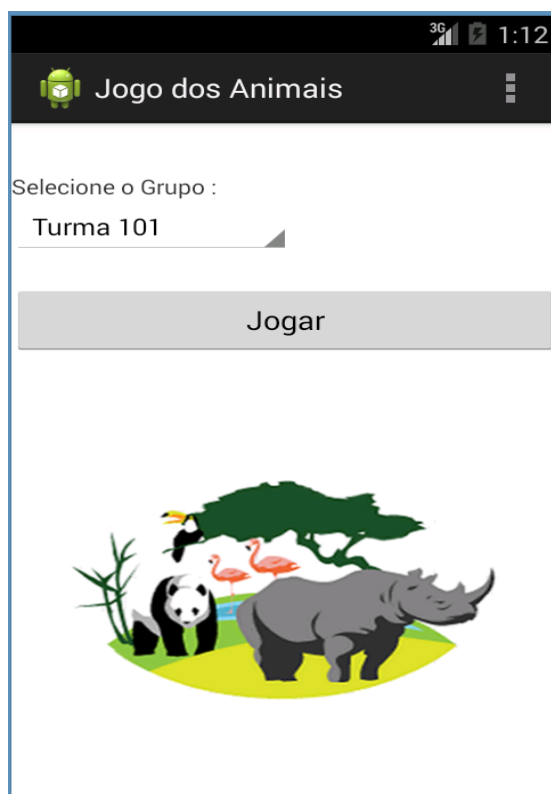 3G 1:12
Jogo dos Animais
Selecione o Grupo :
Turma 101
Jogar